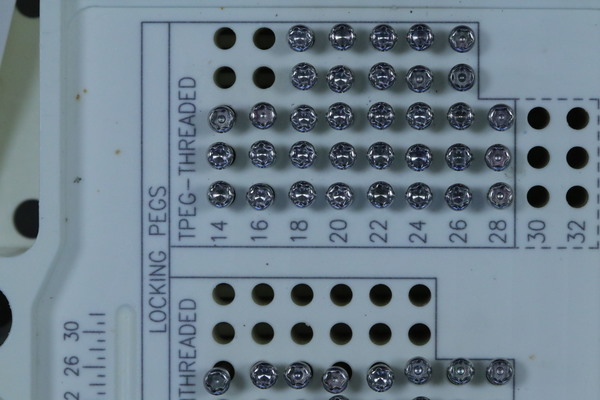 LOCKING PEGS
TPEG-THREADED
14 16 18 20 22 24 26 28 30 32
THREADED
26 30